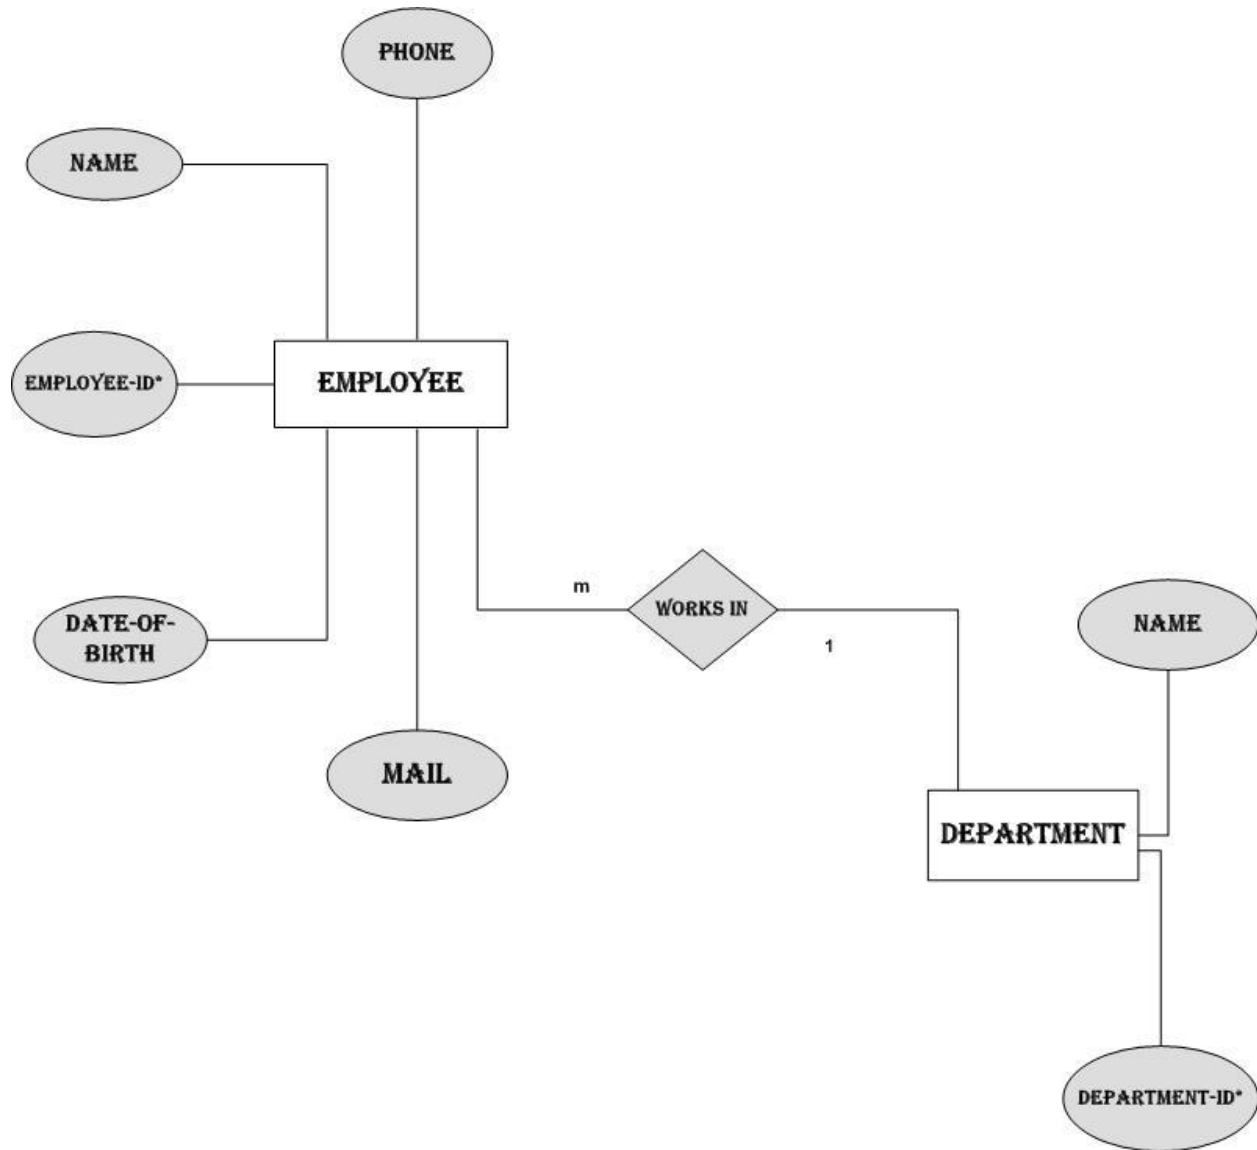 PHONE
NAME
EMPLOYEE-ID*
EMPLOYEE
DATE-OF-
BIRTH
m
WORKS IN
1
NAME
MAIL
DEPARTMENT
DEPARTMENT-ID*